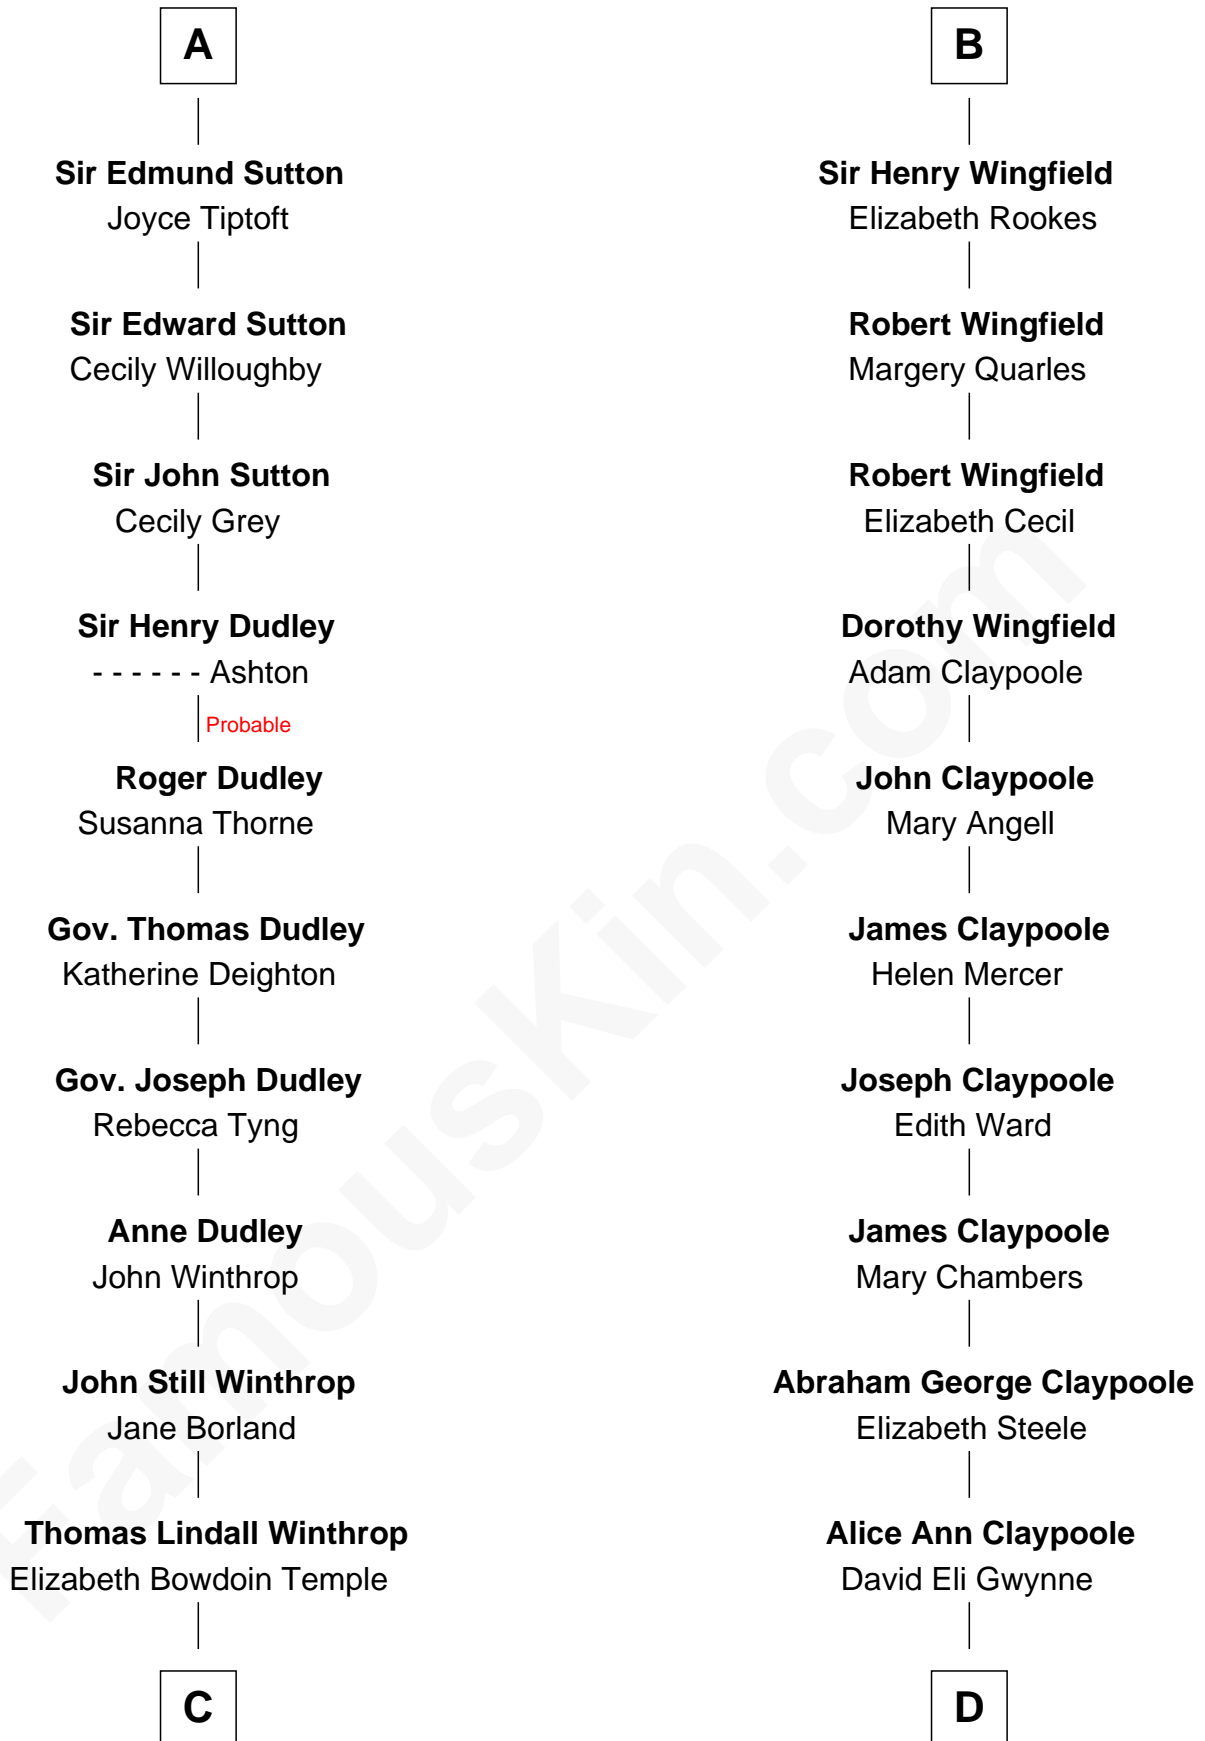 A
Sir Edmund Sutton
Joyce Tiptoft
Sir Edward Sutton
Cecily Willoughby
Sir John Sutton
Cecily Grey
Sir Henry Dudley
- - - - - - Ashton
Probable
Roger Dudley
Susanna Thorne
Gov. Thomas Dudley
Katherine Deighton
Gov. Joseph Dudley
Rebecca Tyng
Anne Dudley
John Winthrop
John Still Winthrop
Jane Borland
Thomas Lindall Winthrop
Elizabeth Bowdoin Temple
C
B
Sir Henry Wingfield
Elizabeth Rookes
Robert Wingfield
Margery Quarles
Robert Wingfield
Elizabeth Cecil
Dorothy Wingfield
Adam Claypoole
John Claypoole
Mary Angell
James Claypoole
Helen Mercer
Joseph Claypoole
Edith Ward
James Claypoole
Mary Chambers
Abraham George Claypoole
Elizabeth Steele
Alice Ann Claypoole
David Eli Gwynne
D
FamousKin.com